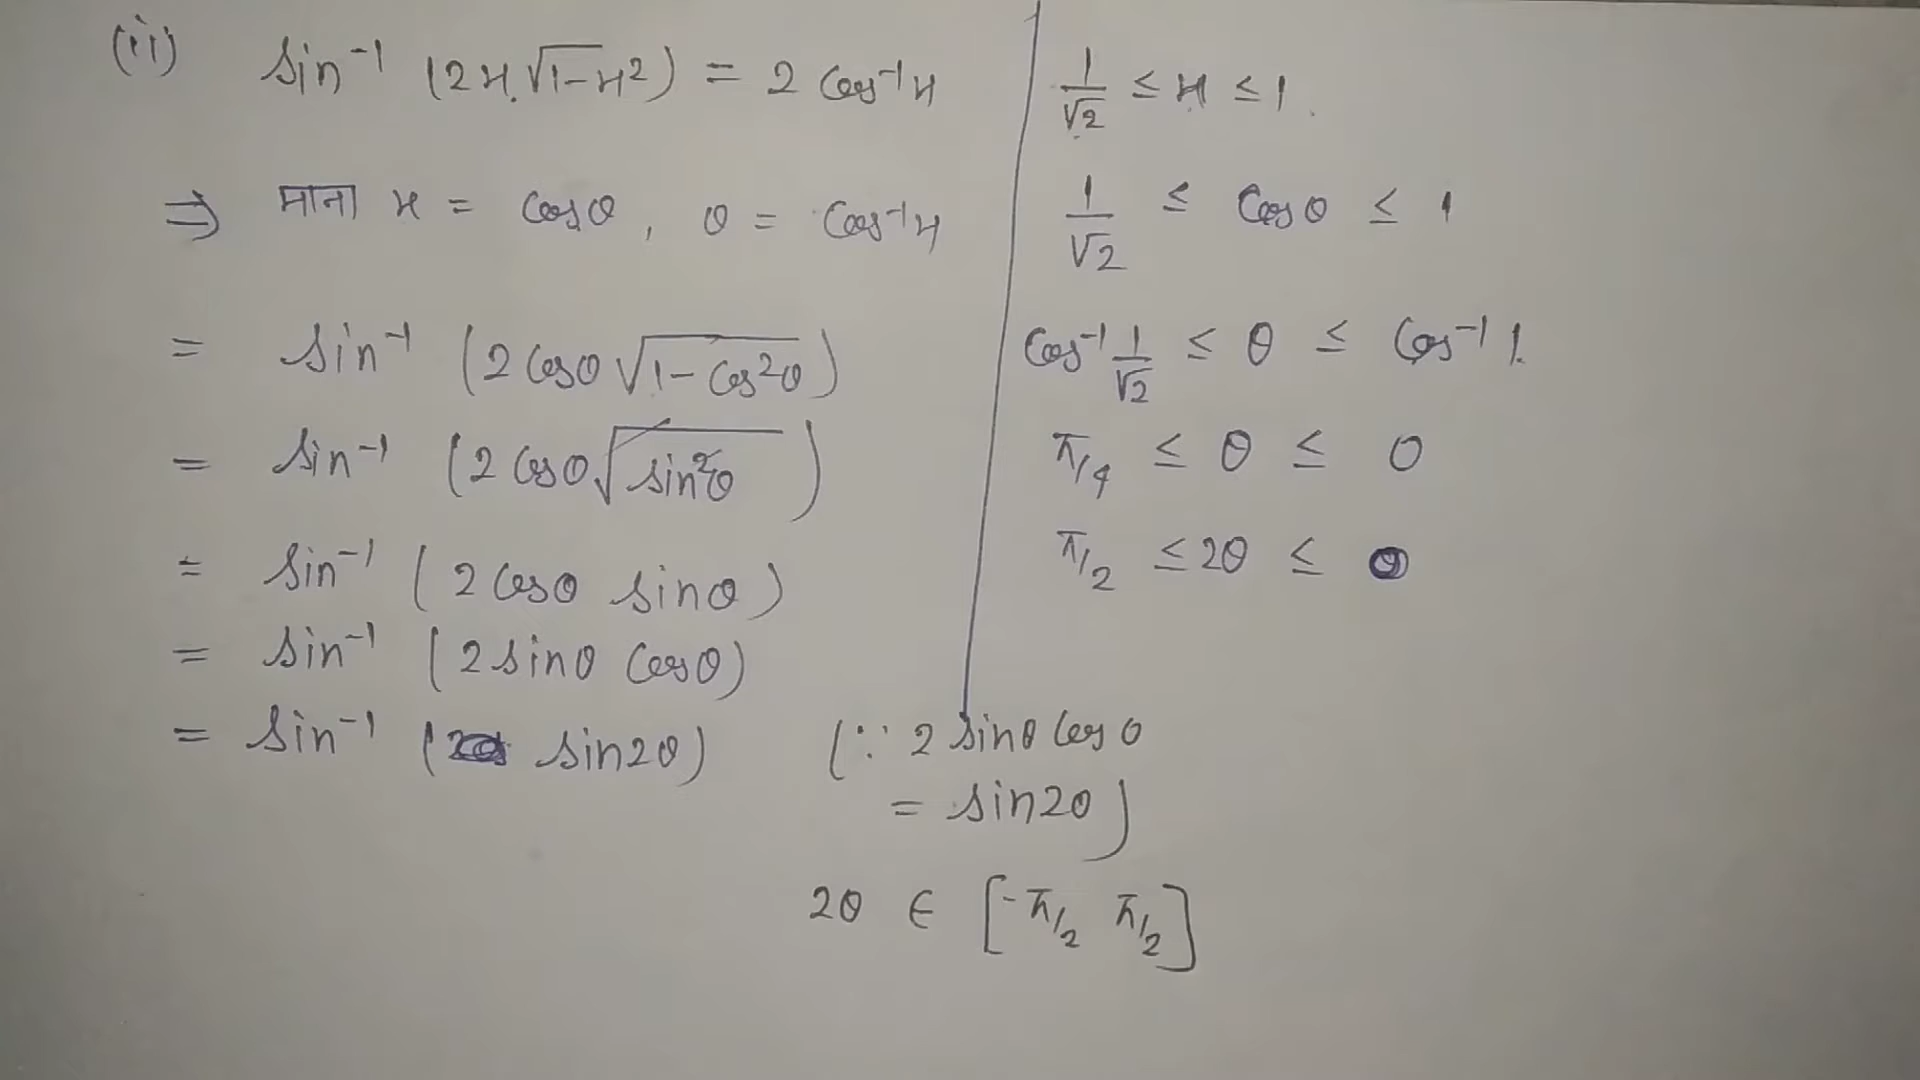 (ii) sin⁻¹ (2x.√1-x²) = 2 cos⁻¹x
⇒ माना x = cosθ, θ = cos⁻¹x
= sin⁻¹ (2 cosθ √1-cos²θ)
= sin⁻¹ (2 cosθ √sin²θ)
= sin⁻¹ (2 cosθ sinθ)
= sin⁻¹ (2 sinθ cosθ)
= sin⁻¹ (sin2θ) (∵ 2 sinθ cosθ
= sin2θ)
2θ ∈ [-π/2 π/2]
1/√2 ≤ x ≤ 1
1/√2 ≤ cosθ ≤ 1
cos⁻¹ 1/√2 ≤ θ ≤ cos⁻¹ 1.
π/4 ≤ θ ≤ 0
π/2 ≤ 2θ ≤ 0